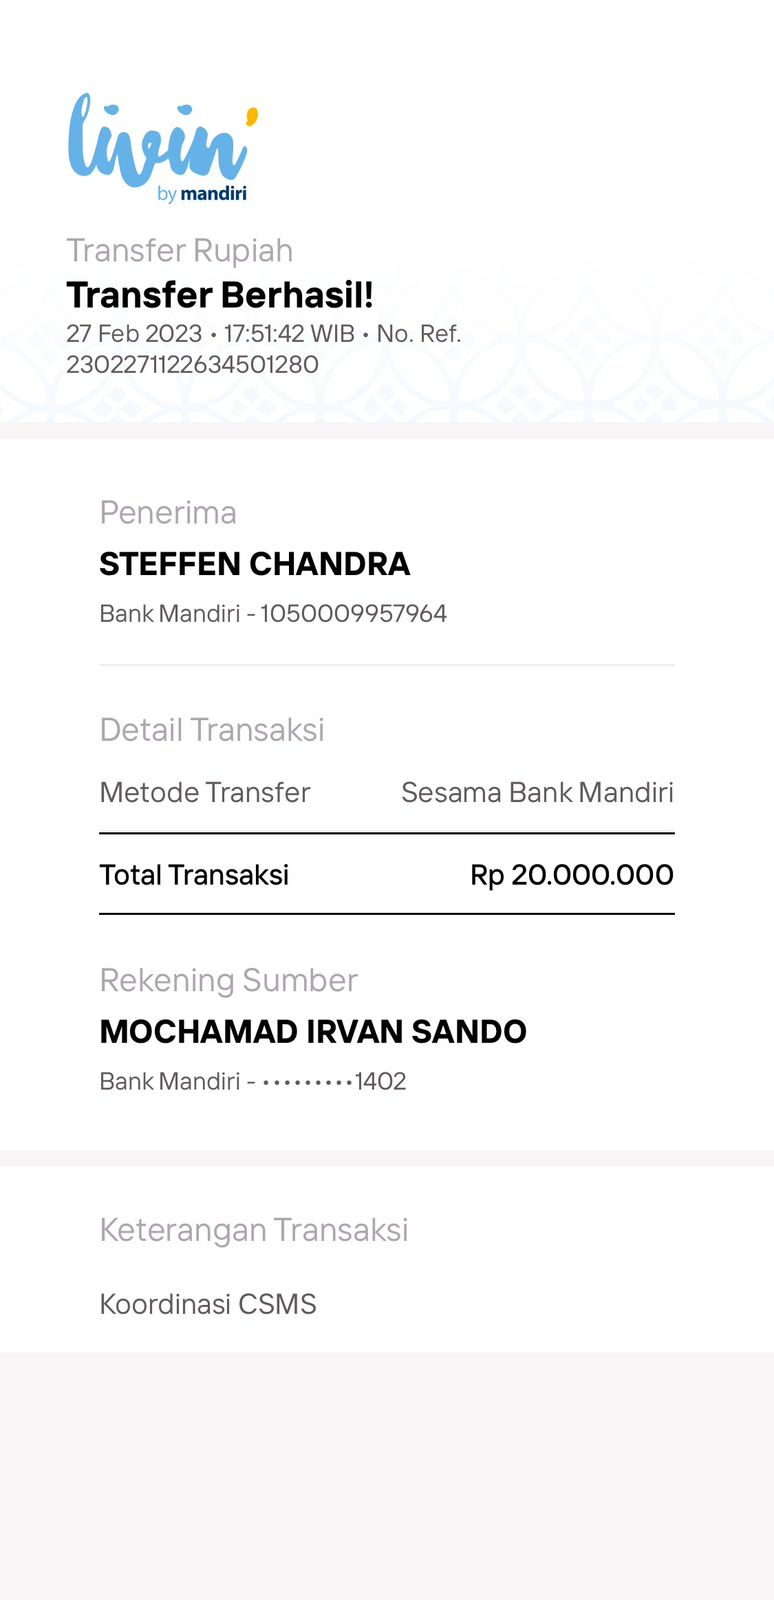 livin'
by mandiri
Transfer Rupiah
Transfer Berhasil!
27 Feb 2023 • 17:51:42 WIB • No. Ref.
2302271122634501280
Penerima
STEFFEN CHANDRA
Bank Mandiri - 1050009957964
Detail Transaksi
Metode Transfer Sesama Bank Mandiri
Total Transaksi Rp 20.000.000
Rekening Sumber
MOCHAMAD IRVAN SANDO
Bank Mandiri - •••••••••1402
Keterangan Transaksi
Koordinasi CSMS